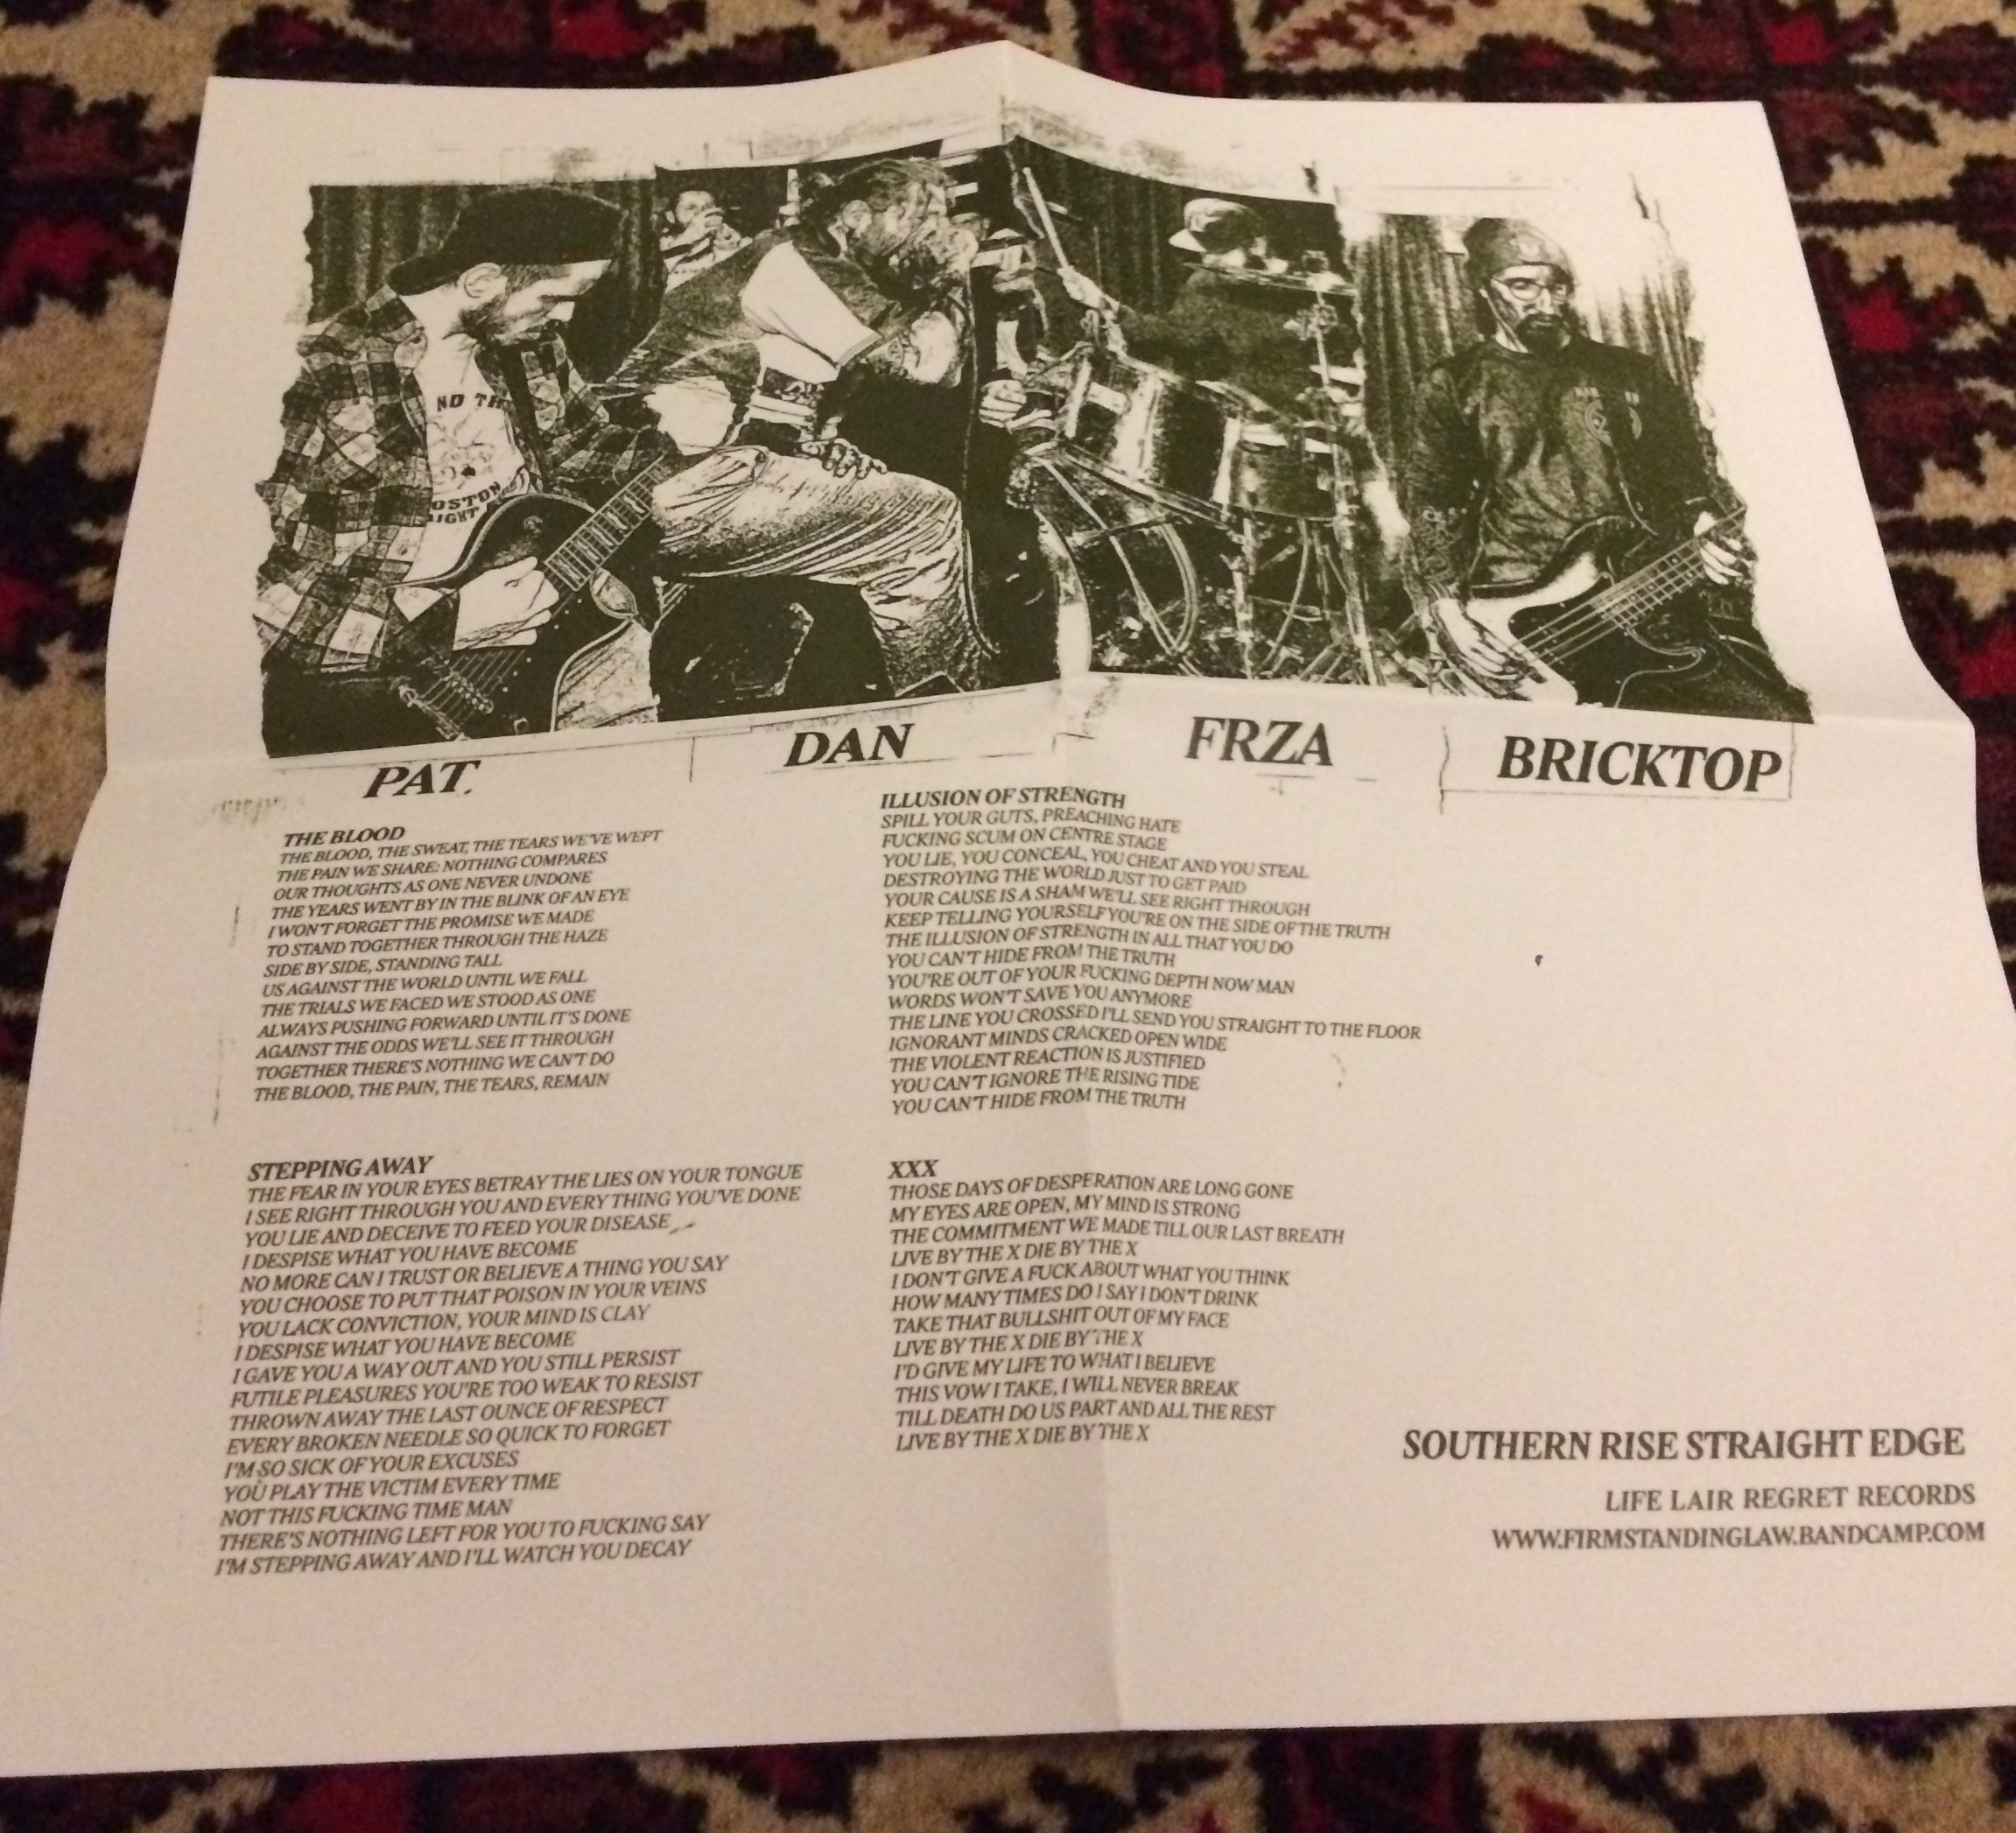 NO TH
OSTON
PAT.
DAN
FRZA
BRICKTOP
THE BLOOD
THE BLOOD, THE SWEAT, THE TEARS WE'VE WEPT
THE PAIN WE SHARE: NOTHING COMPARES
OUR THOUGHTS AS ONE NEVER UNDONE
THE YEARS WENT BY IN THE BLINK OF AN EYE
I WON'T FORGET THE PROMISE WE MADE
TO STAND TOGETHER THROUGH THE HAZE
SIDE BY SIDE, STANDING TALL
US AGAINST THE WORLD UNTIL WE FALL
THE TRIALS WE FACED WE STOOD AS ONE
ALWAYS PUSHING FORWARD UNTIL IT'S DONE
AGAINST THE ODDS WE'LL SEE IT THROUGH
TOGETHER THERE'S NOTHING WE CAN'T DO
THE BLOOD, THE PAIN, THE TEARS, REMAIN
STEPPING AWAY
THE FEAR IN YOUR EYES BETRAY THE LIES ON YOUR TONGUE
I SEE RIGHT THROUGH YOU AND EVERY THING YOU'VE DONE
YOU LIE AND DECEIVE TO FEED YOUR DISEASE
I DESPISE WHAT YOU HAVE BECOME
NO MORE CAN I TRUST OR BELIEVE A THING YOU SAY
YOU CHOOSE TO PUT THAT POISON IN YOUR VEINS
YOU LACK CONVICTION, YOUR MIND IS CLAY
I DESPISE WHAT YOU HAVE BECOME
I GAVE YOU A WAY OUT AND YOU STILL PERSIST
FUTILE PLEASURES YOU'RE TOO WEAK TO RESIST
THROWN AWAY THE LAST OUNCE OF RESPECT
EVERY BROKEN NEEDLE SO QUICK TO FORGET
I'M SO SICK OF YOUR EXCUSES
YOU PLAY THE VICTIM EVERY TIME
NOT THIS FUCKING TIME MAN
THERE'S NOTHING LEFT FOR YOU TO FUCKING SAY
I'M STEPPING AWAY AND I'LL WATCH YOU DECAY
ILLUSION OF STRENGTH
SPILL YOUR GUTS, PREACHING HATE
FUCKING SCUM ON CENTRE STAGE
YOU LIE, YOU CONCEAL, YOU CHEAT AND YOU STEAL
DESTROYING THE WORLD JUST TO GET PAID
YOUR CAUSE IS A SHAM WE'LL SEE RIGHT THROUGH
KEEP TELLING YOURSELF YOU'RE ON THE SIDE OF THE TRUTH
THE ILLUSION OF STRENGTH IN ALL THAT YOU DO
YOU CAN'T HIDE FROM THE TRUTH
YOU'RE OUT OF YOUR FUCKING DEPTH NOW MAN
WORDS WON'T SAVE YOU ANYMORE
THE LINE YOU CROSSED I'LL SEND YOU STRAIGHT TO THE FLOOR
IGNORANT MINDS CRACKED OPEN WIDE
THE VIOLENT REACTION IS JUSTIFIED
YOU CAN'T IGNORE THE RISING TIDE
YOU CAN'T HIDE FROM THE TRUTH
XXX
THOSE DAYS OF DESPERATION ARE LONG GONE
MY EYES ARE OPEN, MY MIND IS STRONG
THE COMMITMENT WE MADE TILL OUR LAST BREATH
LIVE BY THE X DIE BY THE X
I DON'T GIVE A FUCK ABOUT WHAT YOU THINK
HOW MANY TIMES DO I SAY I DON'T DRINK
TAKE THAT BULLSHIT OUT OF MY FACE
LIVE BY THE X DIE BY THE X
I'D GIVE MY LIFE TO WHAT I BELIEVE
THIS VOW I TAKE, I WILL NEVER BREAK
TILL DEATH DO US PART AND ALL THE REST
LIVE BY THE X DIE BY THE X
SOUTHERN RISE STRAIGHT EDGE
LIFE LAIR REGRET RECORDS
WWW.FIRMSTANDINGLAW.BANDCAMP.COM